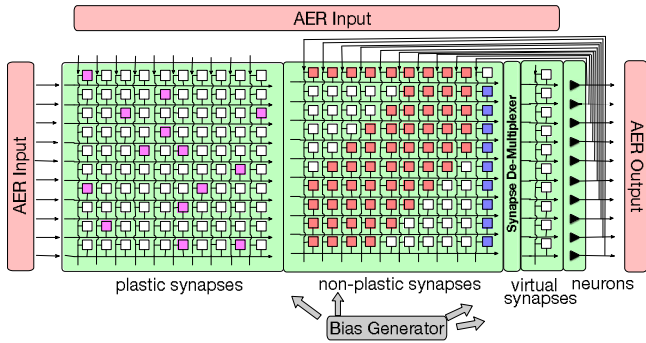 AER Input
AER Input
Synapse De-Multiplexer
AER Output
plastic synapses
non-plastic synapses
virtual
synapses
neurons
Bias Generator